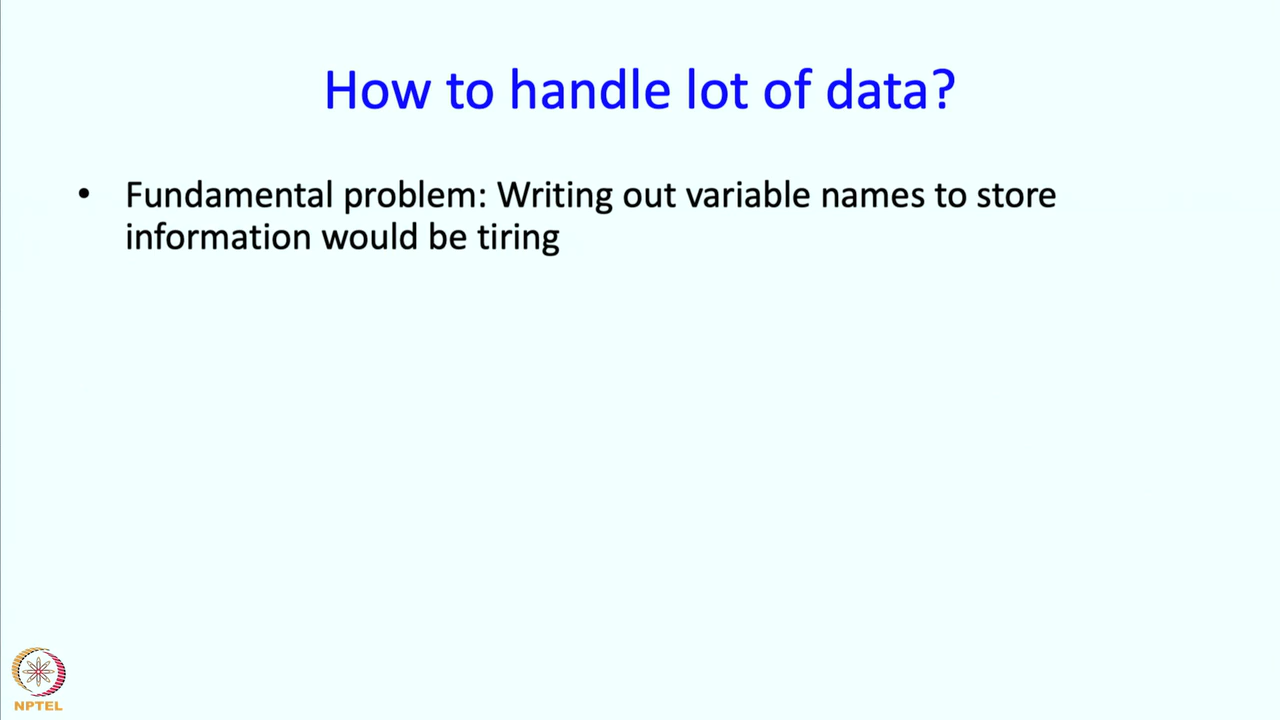 How to handle lot of data?
• Fundamental problem: Writing out variable names to store
information would be tiring
NPTEL